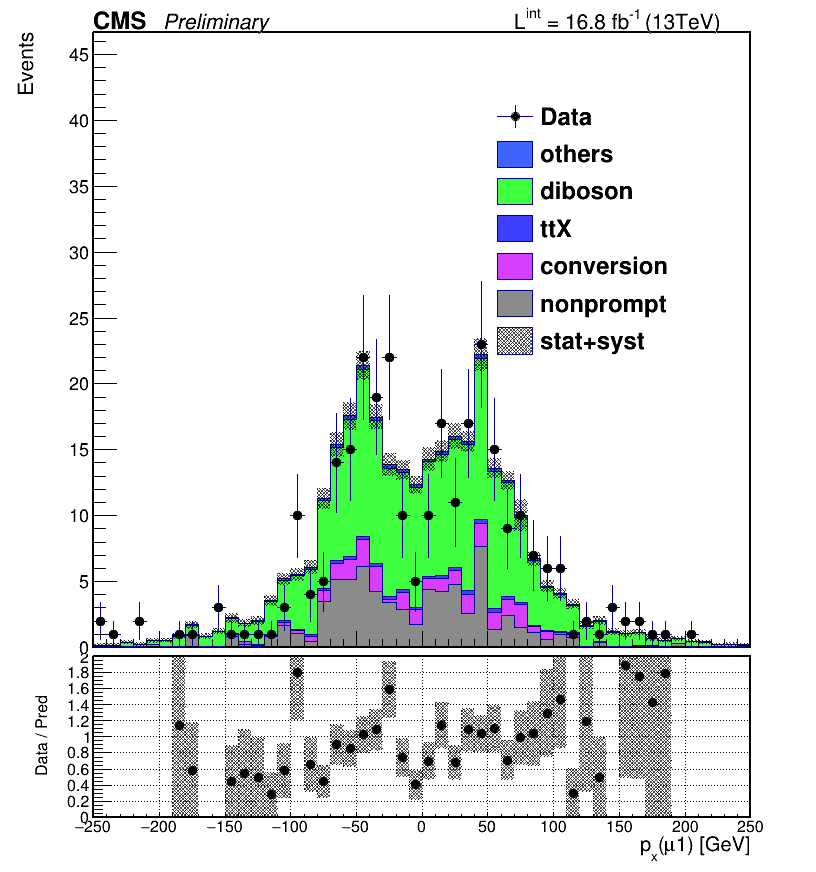 CMS Preliminary L^int = 16.8 fb^-1 (13TeV)
Events
45
40
35
30
25
20
15
10
5
0
Data
others
diboson
ttX
conversion
nonprompt
stat+syst
Data / Pred
2
1.8
1.6
1.4
1.2
1
0.8
0.6
0.4
0.2
0
−250 −200 −150 −100 −50 0 50 100 150 200 250
p_x(μ1) [GeV]